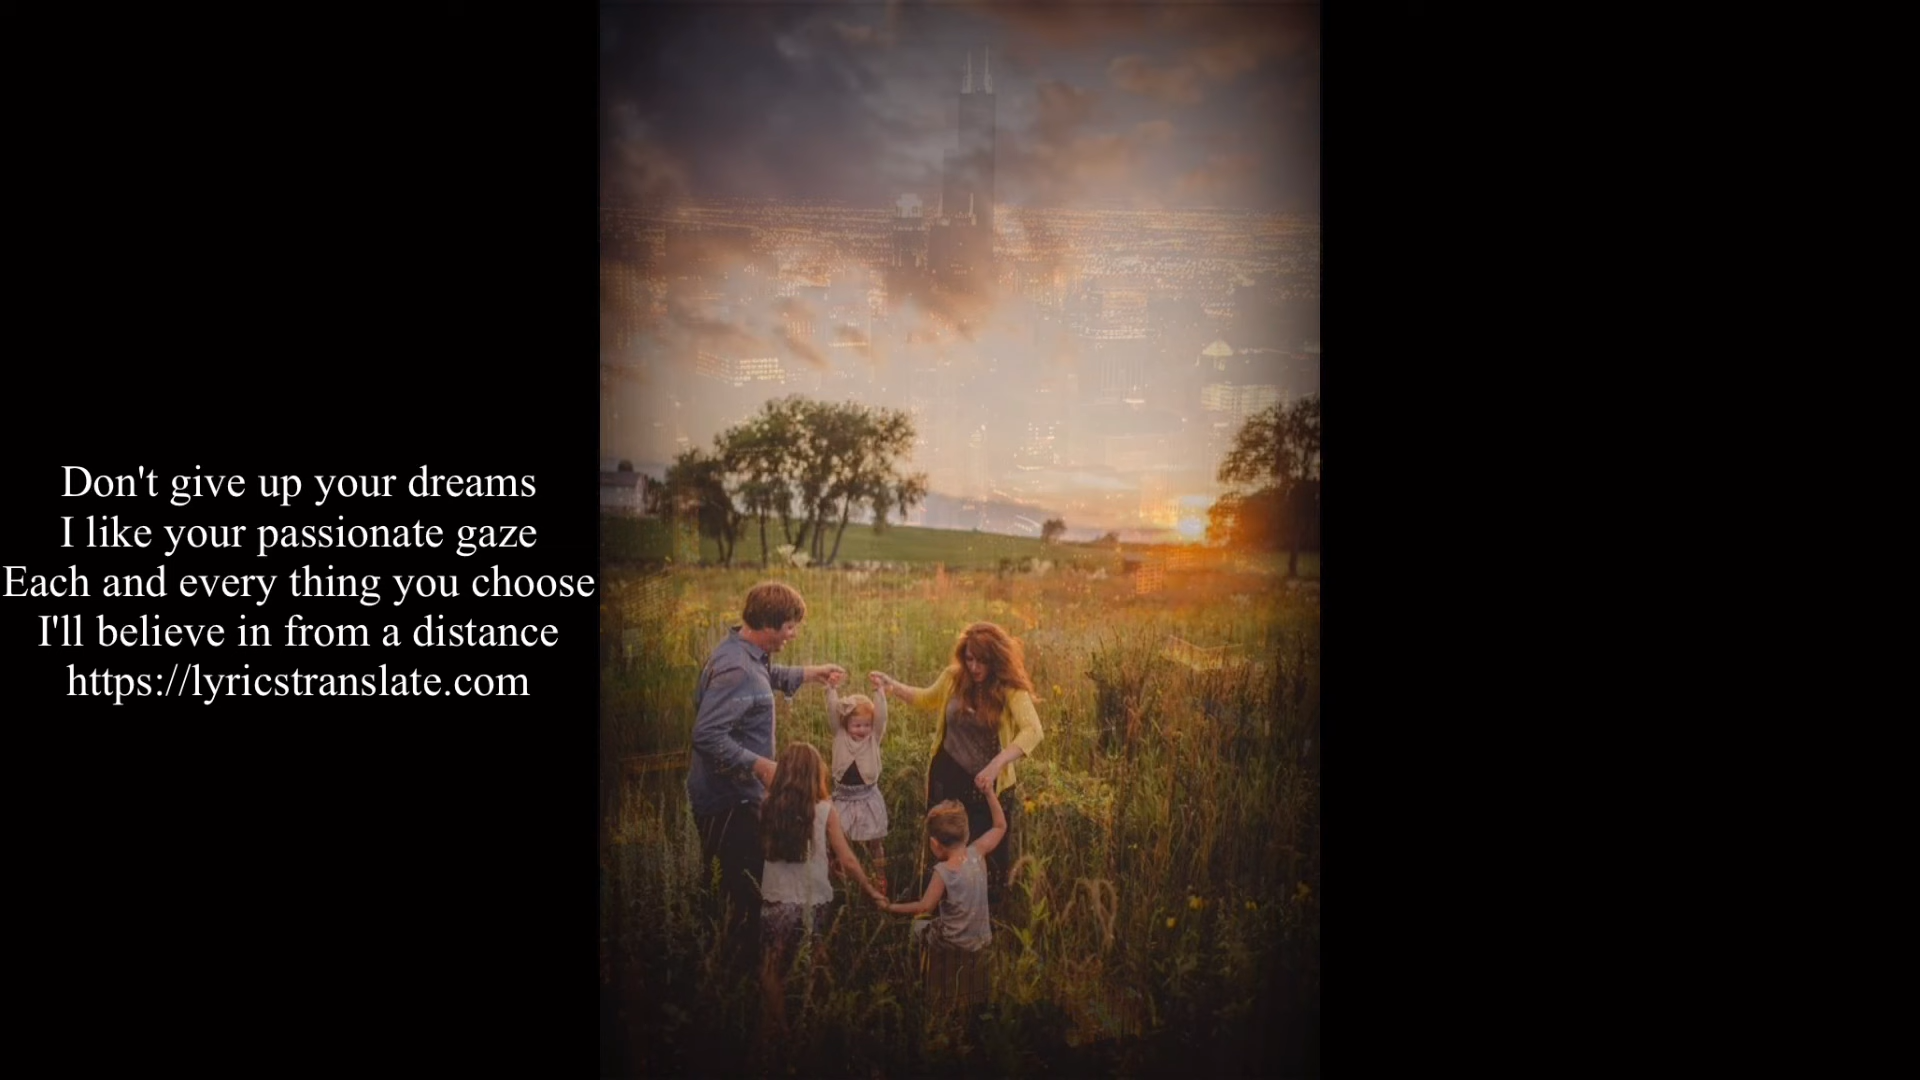 Don't give up your dreams
I like your passionate gaze
Each and every thing you choose
I'll believe in from a distance
https://lyricstranslate.com